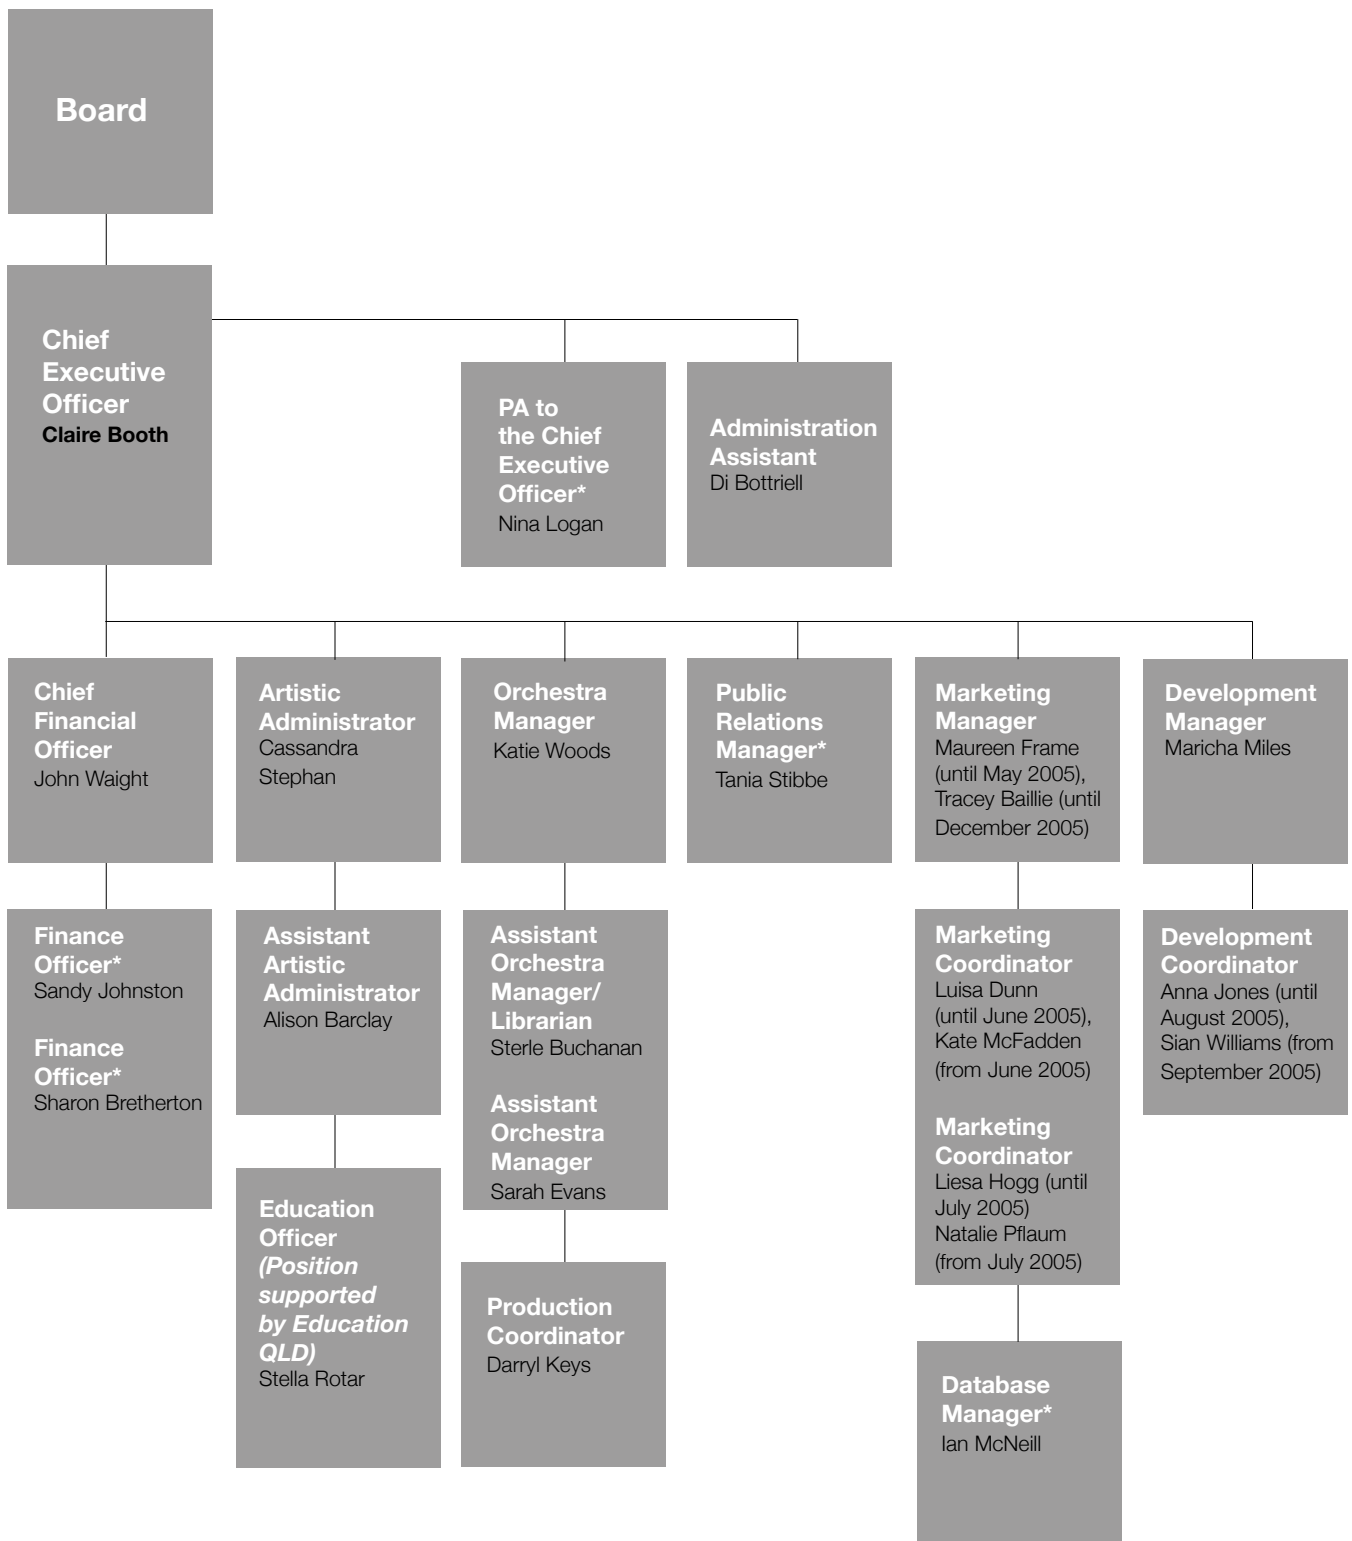 Board
Chief
Executive
Officer
Claire Booth
PA to
the Chief
Executive
Officer*
Nina Logan
Administration
Assistant
Di Bottriell
Chief
Financial
Officer
John Waight
Artistic
Administrator
Cassandra
Stephan
Orchestra
Manager
Katie Woods
Public
Relations
Manager*
Tania Stibbe
Marketing
Manager
Maureen Frame
(until May 2005),
Tracey Baillie (until
December 2005)
Development
Manager
Maricha Miles
Finance
Officer*
Sandy Johnston
Finance
Officer*
Sharon Bretherton
Assistant
Artistic
Administrator
Alison Barclay
Education
Officer
(Position
supported
by Education
QLD)
Stella Rotar
Assistant
Orchestra
Manager/
Librarian
Sterle Buchanan
Assistant
Orchestra
Manager
Sarah Evans
Production
Coordinator
Darryl Keys
Marketing
Coordinator
Luisa Dunn
(until June 2005),
Kate McFadden
(from June 2005)
Marketing
Coordinator
Liesa Hogg (until
July 2005)
Natalie Pflaum
(from July 2005)
Database
Manager*
Ian McNeill
Development
Coordinator
Anna Jones (until
August 2005),
Sian Williams (from
September 2005)